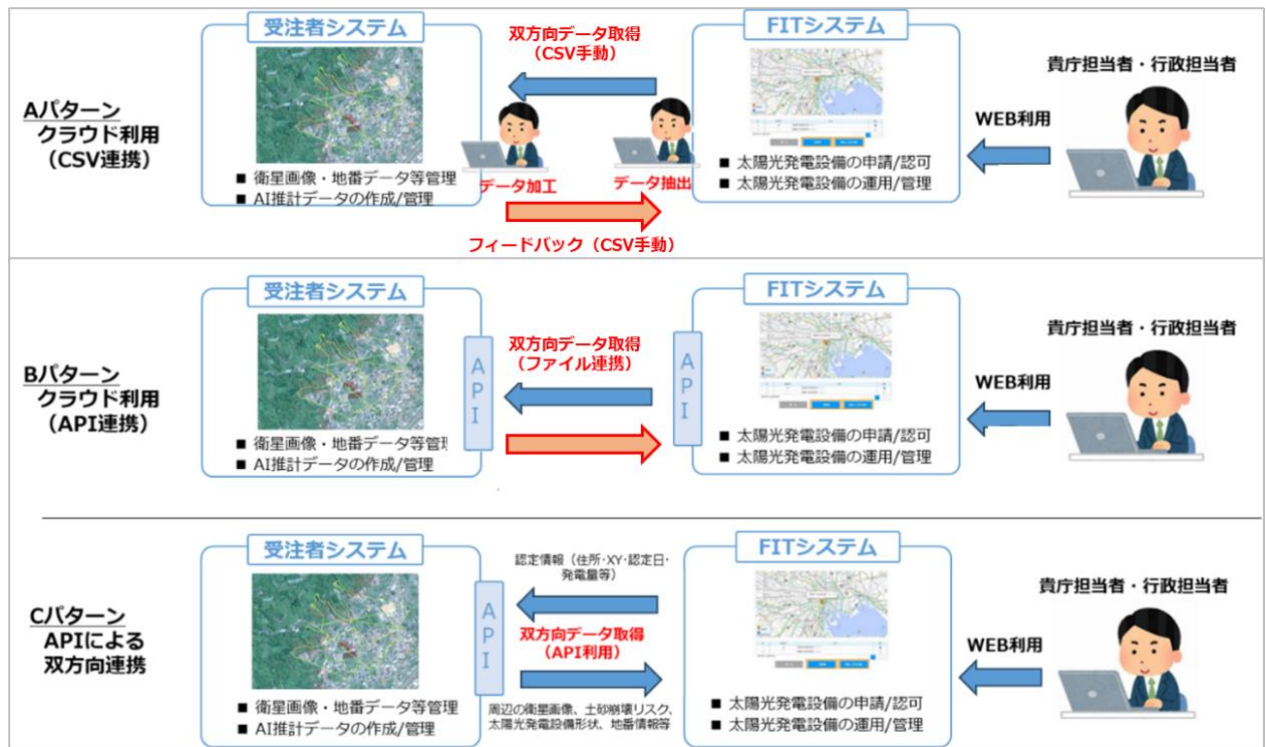 受注者システム
双方向データ取得
(CSV手動)
FITシステム
貴庁担当者・行政担当者
Aパターン
クラウド利用
(CSV連携)
WEB利用
■ 衛星画像・地番データ等管理
■ AI推計データの作成/管理
データ加工
データ抽出
■ 太陽光発電設備の申請/認可
■ 太陽光発電設備の運用/管理
フィードバック(CSV手動)
受注者システム
FITシステム
貴庁担当者・行政担当者
Bパターン
クラウド利用
(API連携)
API
双方向データ取得
(ファイル連携)
API
WEB利用
■ 衛星画像・地番データ等管理
■ AI推計データの作成/管理
■ 太陽光発電設備の申請/認可
■ 太陽光発電設備の運用/管理
受注者システム
認定情報(住所・XY・認定日・
発電量等)
FITシステム
貴庁担当者・行政担当者
Cパターン
APIによる
双方向連携
API
双方向データ取得
(API利用)
WEB利用
■ 衛星画像・地番データ等管理
■ AI推計データの作成/管理
周辺の衛星画像、土砂崩壊リスク、
太陽光発電設備形状、地番情報等
■ 太陽光発電設備の申請/認可
■ 太陽光発電設備の運用/管理